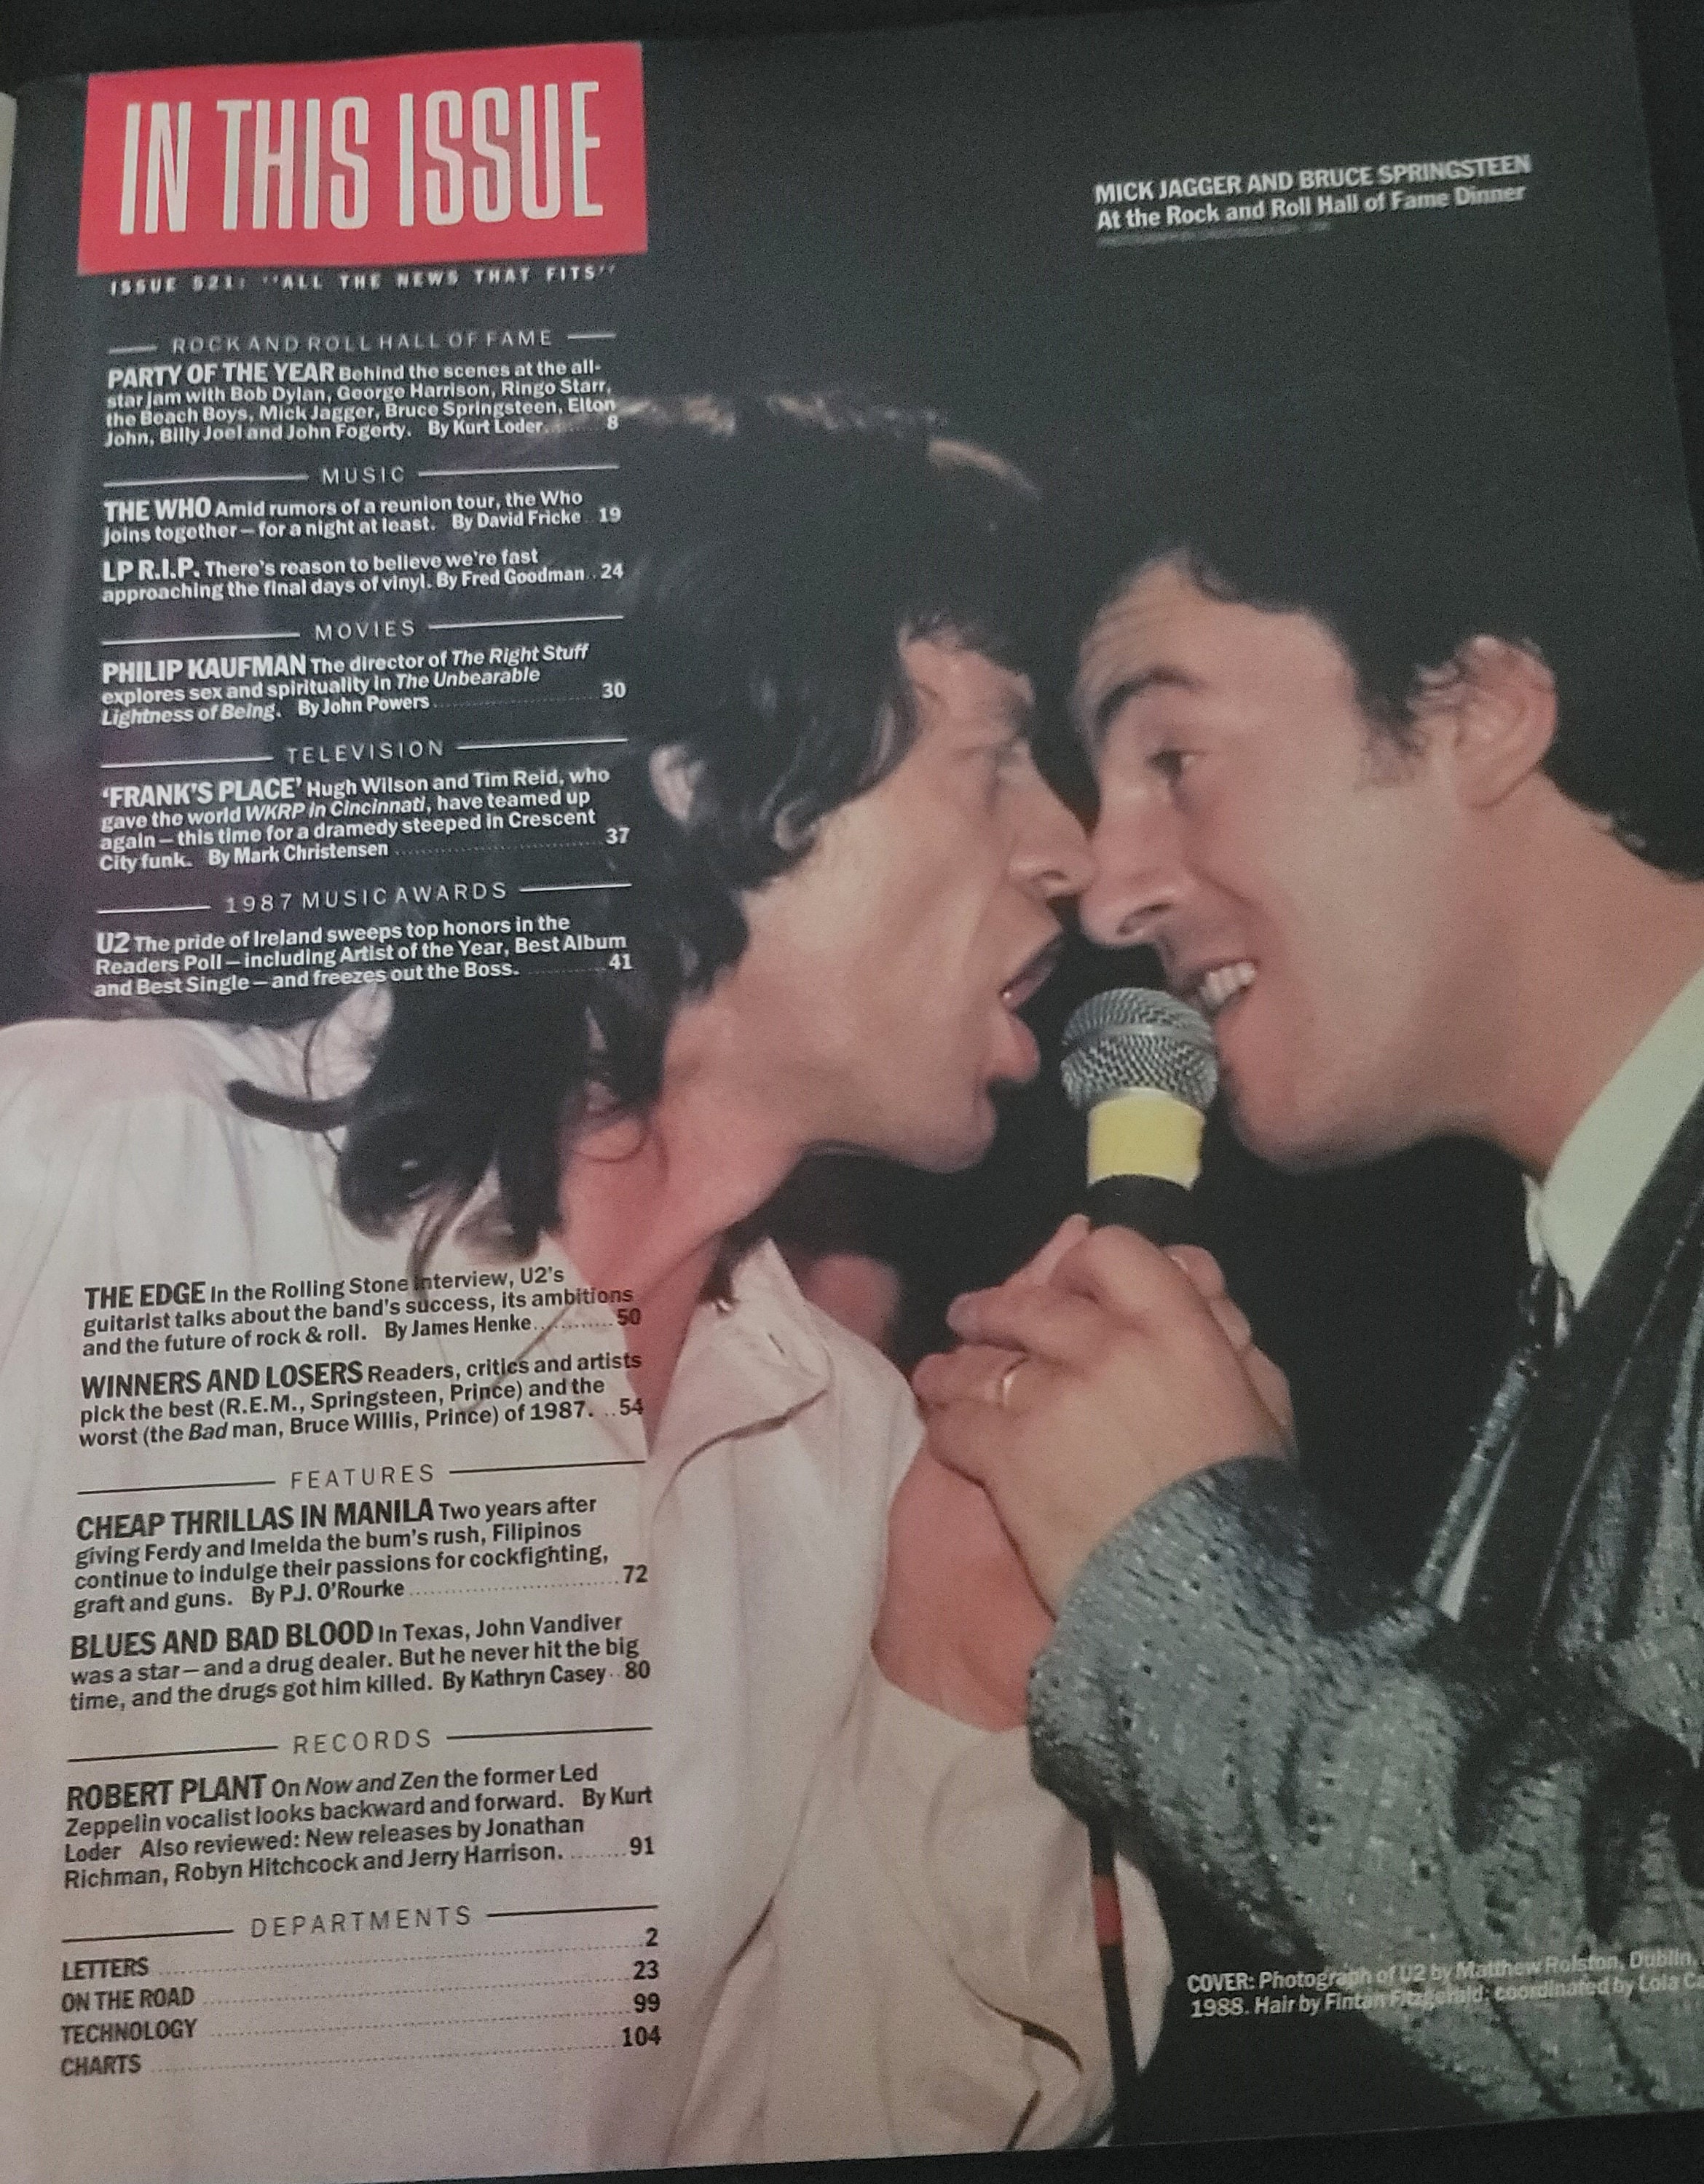 IN THIS ISSUE
ISSUE 521: "ALL THE NEWS THAT FITS"
MICK JAGGER AND BRUCE SPRINGSTEEN
At the Rock and Roll Hall of Fame Dinner
ROCK AND ROLL HALL OF FAME
PARTY OF THE YEAR Behind the scenes at the all-
star jam with Bob Dylan, George Harrison, Ringo Starr,
the Beach Boys, Mick Jagger, Bruce Springsteen, Elton
John, Billy Joel and John Fogerty. By Kurt Loder........8
MUSIC
THE WHO Amid rumors of a reunion tour, the Who
joins together – for a night at least. By David Fricke..19
LP R.I.P. There's reason to believe we're fast
approaching the final days of vinyl. By Fred Goodman..24
MOVIES
PHILIP KAUFMAN The director of The Right Stuff
explores sex and spirituality in The Unbearable
Lightness of Being. By John Powers........................30
TELEVISION
'FRANK'S PLACE' Hugh Wilson and Tim Reid, who
gave the world WKRP in Cincinnati, have teamed up
again – this time for a dramedy steeped in Crescent
City funk. By Mark Christensen..............................37
1987 MUSIC AWARDS
U2 The pride of Ireland sweeps top honors in the
Readers Poll – including Artist of the Year, Best Album
and Best Single – and freezes out the Boss. ............41
THE EDGE In the Rolling Stone Interview, U2's
guitarist talks about the band's success, its ambitions
and the future of rock & roll. By James Henke............50
WINNERS AND LOSERS Readers, critics and artists
pick the best (R.E.M., Springsteen, Prince) and the
worst (the Bad man, Bruce Willis, Prince) of 1987. ...54
FEATURES
CHEAP THRILLAS IN MANILA Two years after
giving Ferdy and Imelda the bum's rush, Filipinos
continue to indulge their passions for cockfighting,
graft and guns. By P.J. O'Rourke............................72
BLUES AND BAD BLOOD In Texas, John Vandiver
was a star – and a drug dealer. But he never hit the big
time, and the drugs got him killed. By Kathryn Casey..80
RECORDS
ROBERT PLANT On Now and Zen the former Led
Zeppelin vocalist looks backward and forward. By Kurt
Loder Also reviewed: New releases by Jonathan
Richman, Robyn Hitchcock and Jerry Harrison. ........91
DEPARTMENTS
LETTERS ........................................2
ON THE ROAD ........................................23
TECHNOLOGY ........................................99
CHARTS ........................................104
COVER: Photograph of U2 by Matthew Rolston, Dublin,
1988. Hair by Fintan Fitzgerald; coordinated by Lola